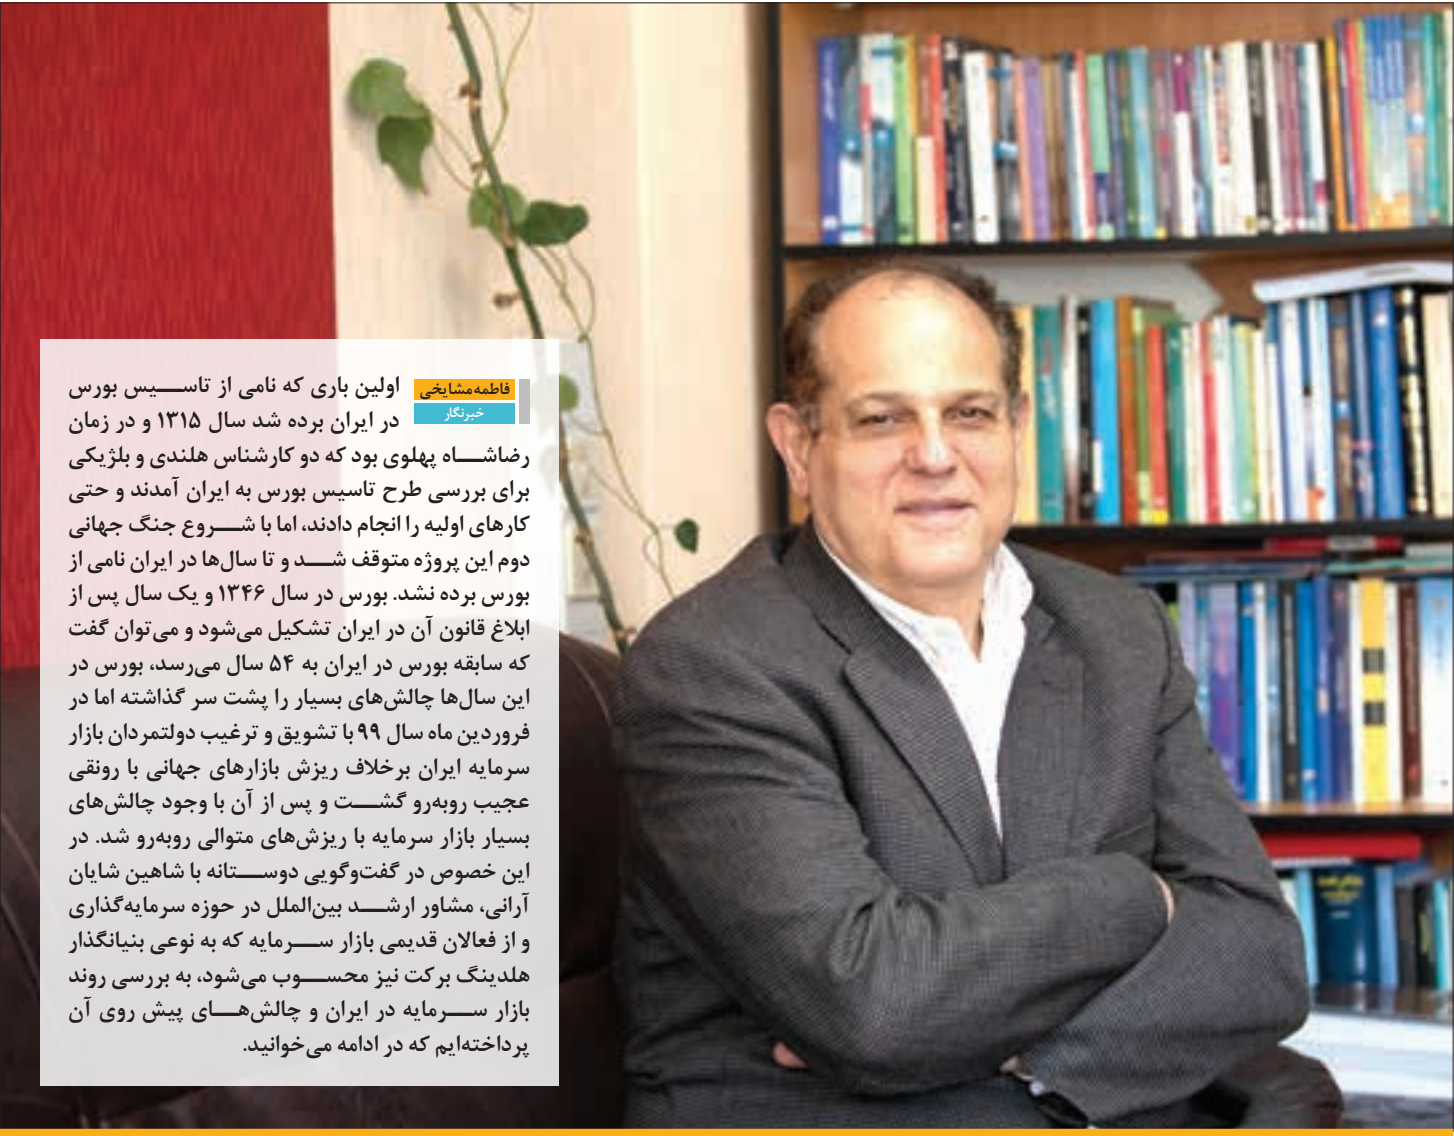 فاطمه مشایخی
خبرنگار
اولین باری که نامی از تاسیس بورس
در ایران برده شد سال ۱۳۱۵ و در زمان
رضاشاه پهلوی بود که دو کارشناس هلندی و بلژیکی
برای بررسی طرح تاسیس بورس به ایران آمدند و حتی
کارهای اولیه را انجام دادند، اما با شروع جنگ جهانی
دوم این پروژه متوقف شد و تا سال‌ها در ایران نامی از
بورس برده نشد. بورس در سال ۱۳۴۶ و یک سال پس از
ابلاغ قانون آن در ایران تشکیل می‌شود و می‌توان گفت
که سابقه بورس در ایران به ۵۴ سال می‌رسد، بورس در
این سال‌ها چالش‌های بسیار را پشت سر گذاشته اما در
فروردین ماه سال ۹۹ با تشویق و ترغیب دولتمردان بازار
سرمایه ایران برخلاف ریزش بازارهای جهانی با رونقی
عجیب روبه‌رو گشت و پس از آن با وجود چالش‌های
بسیار بازار سرمایه با ریزش‌های متوالی روبه‌رو شد. در
این خصوص در گفت‌وگویی دوستانه با شاهین شایان
آرانی، مشاور ارشد بین‌الملل در حوزه سرمایه‌گذاری
و از فعالان قدیمی بازار سرمایه که به نوعی بنیانگذار
هلدینگ برکت نیز محسوب می‌شود، به بررسی روند
بازار سرمایه در ایران و چالش‌های پیش روی آن
پرداخته‌ایم که در ادامه می‌خوانید.